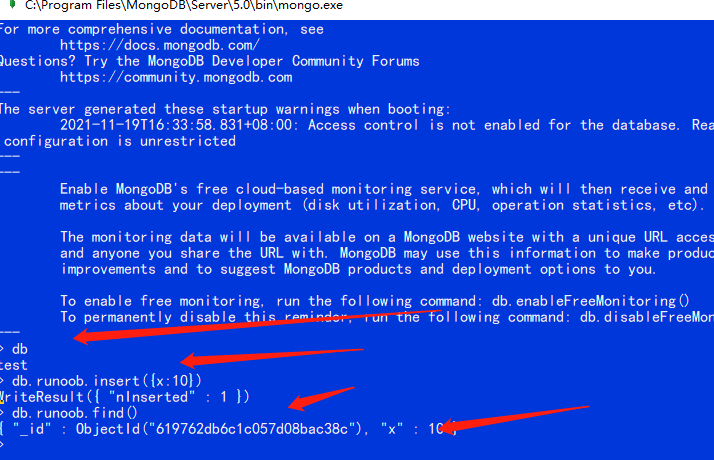 C:\Program Files\MongoDB\Server\5.0\bin\mongo.exe
For more comprehensive documentation, see
https://docs.mongodb.com/
Questions? Try the MongoDB Developer Community Forums
https://community.mongodb.com
---
The server generated these startup warnings when booting:
2021-11-19T16:33:58.831+08:00: Access control is not enabled for the database. Rea
configuration is unrestricted
---
---
Enable MongoDB's free cloud-based monitoring service, which will then receive and
metrics about your deployment (disk utilization, CPU, operation statistics, etc).
The monitoring data will be available on a MongoDB website with a unique URL acces
and anyone you share the URL with. MongoDB may use this information to make produc
improvements and to suggest MongoDB products and deployment options to you.
To enable free monitoring, run the following command: db.enableFreeMonitoring()
To permanently disable this reminder, run the following command: db.disableFreeMon
---
> db
test
> db.runoob.insert({x:10})
WriteResult({ "nInserted" : 1 })
> db.runoob.find()
{ "_id" : ObjectId("619762db6c1c057d08bac38c"), "x" : 10 }
>